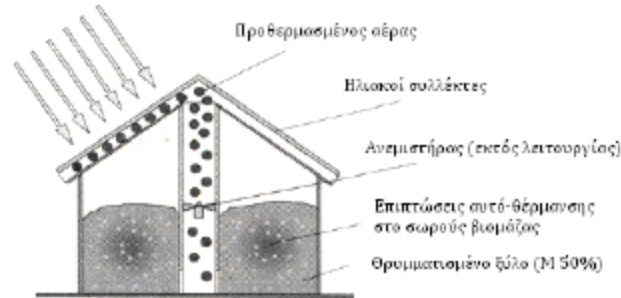 Προθερμασμένος αέρας
Ηλιακοί συλλέκτες
Ανεμιστήρας (εκτός λειτουργίας)
Επιπτώσεις αυτό-θέρμανσης
στο σωρούς βιομάζας
Θρυμματισμένο ξύλο (M 50%)